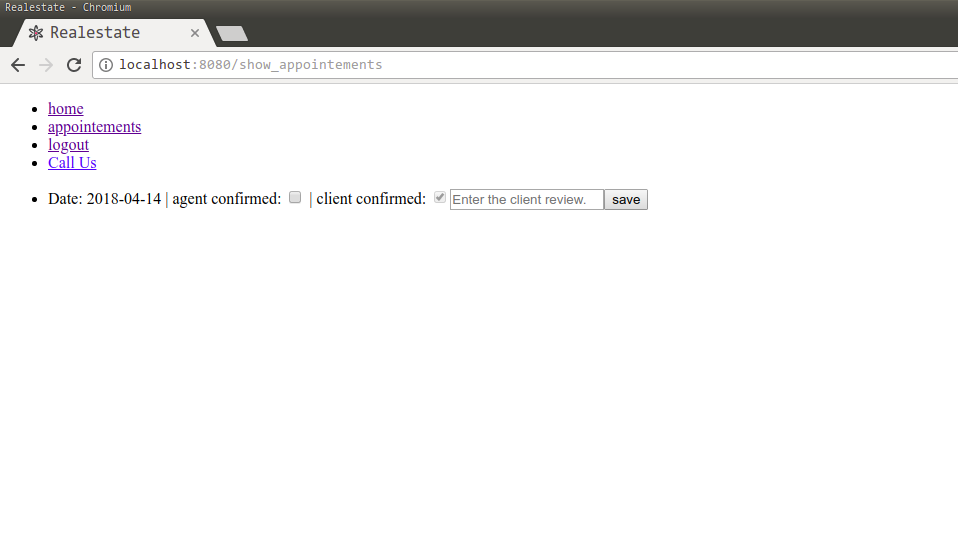 Realestate - Chromium
Realestate
localhost:8080/show_appointements
home
appointements
logout
Call Us
Date: 2018-04-14 | agent confirmed: | client confirmed: Enter the client review. save